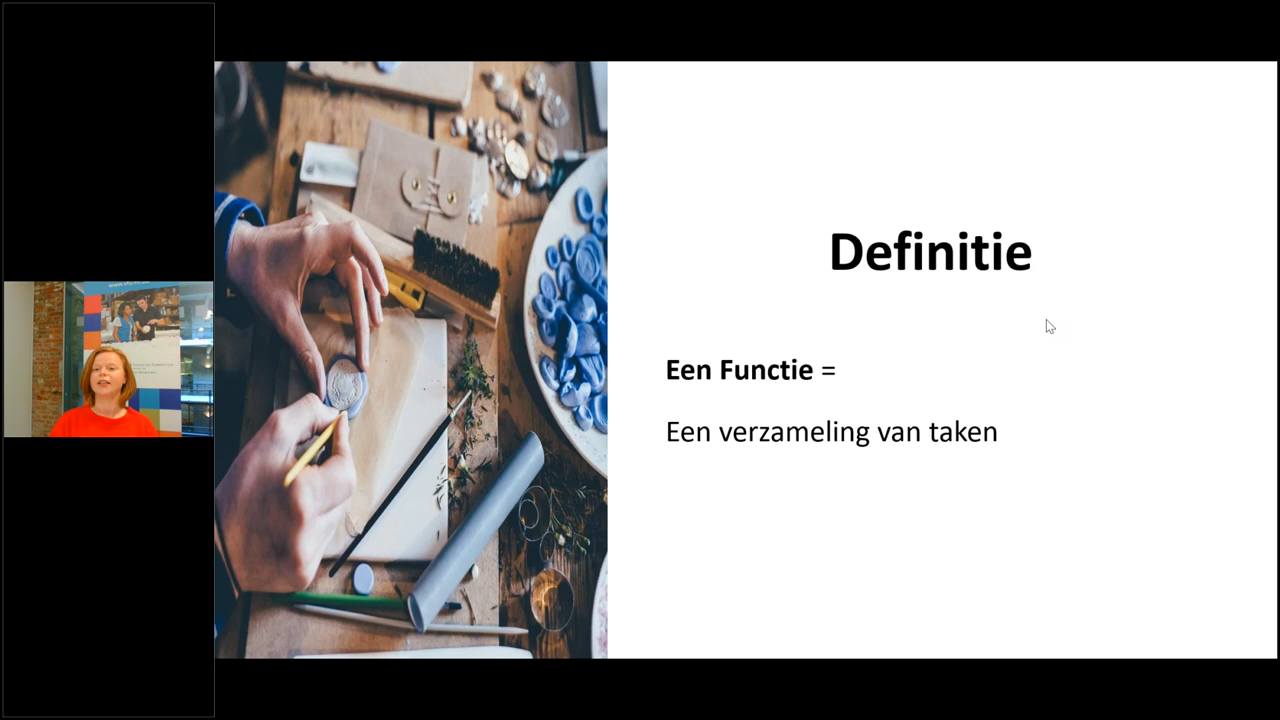 Definitie
Een Functie =
Een verzameling van taken